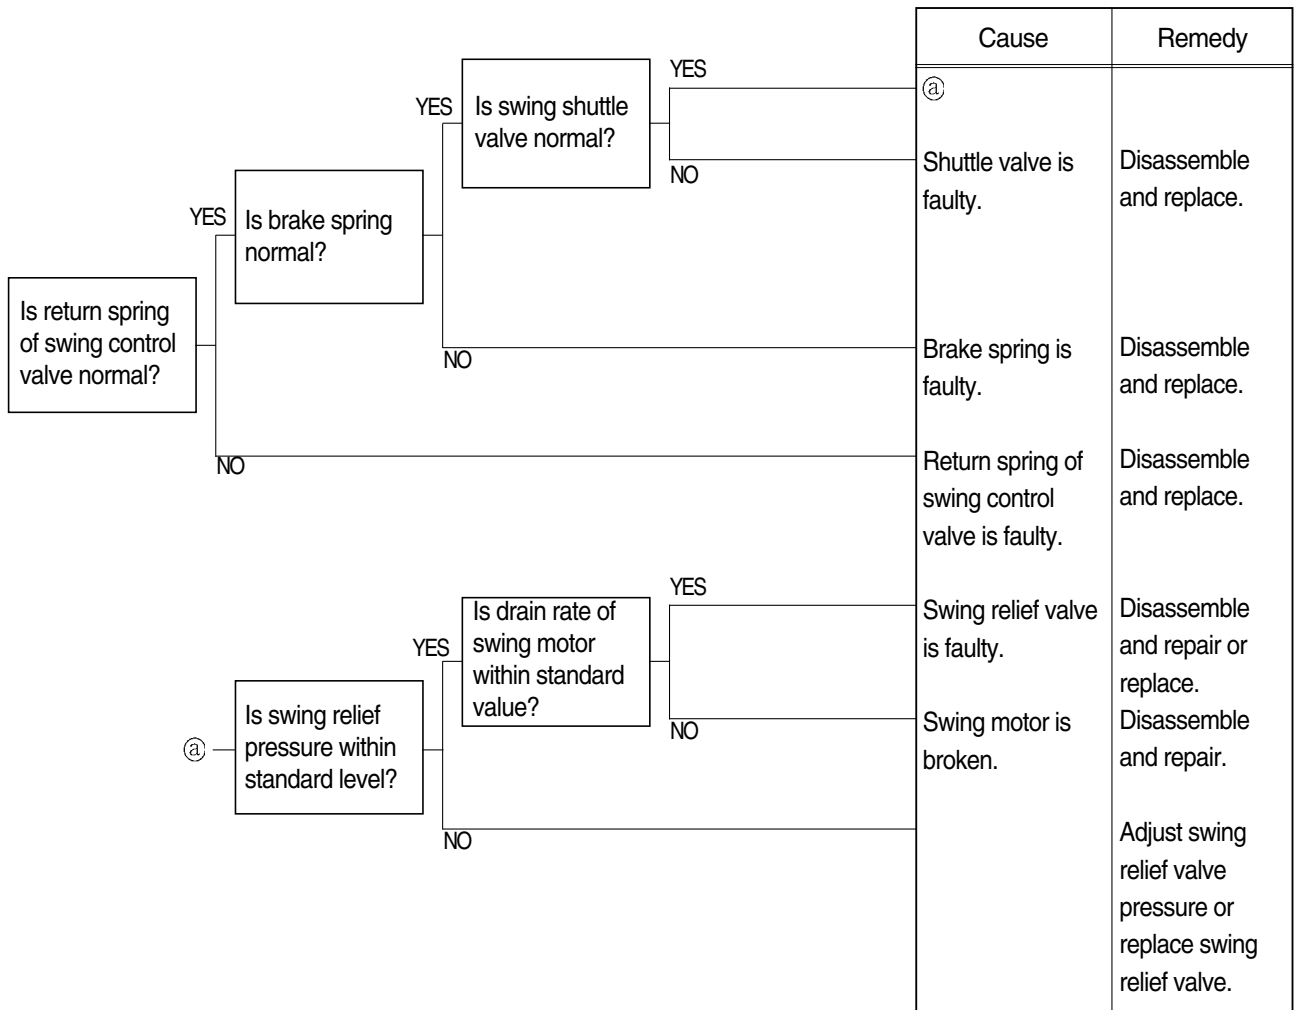 Cause
Remedy
YES
ⓐ
Is swing shuttle
valve normal?
YES
NO
Shuttle valve is
faulty.
Disassemble
and replace.
Is brake spring
normal?
YES
Is return spring
of swing control
valve normal?
NO
Brake spring is
faulty.
Disassemble
and replace.
NO
Return spring of
swing control
valve is faulty.
Disassemble
and replace.
YES
Is drain rate of
swing motor
within standard
value?
Swing relief valve
is faulty.
Disassemble
and repair or
replace.
YES
NO
Swing motor is
broken.
Disassemble
and repair.
ⓐ
Is swing relief
pressure within
standard level?
NO
Adjust swing
relief valve
pressure or
replace swing
relief valve.